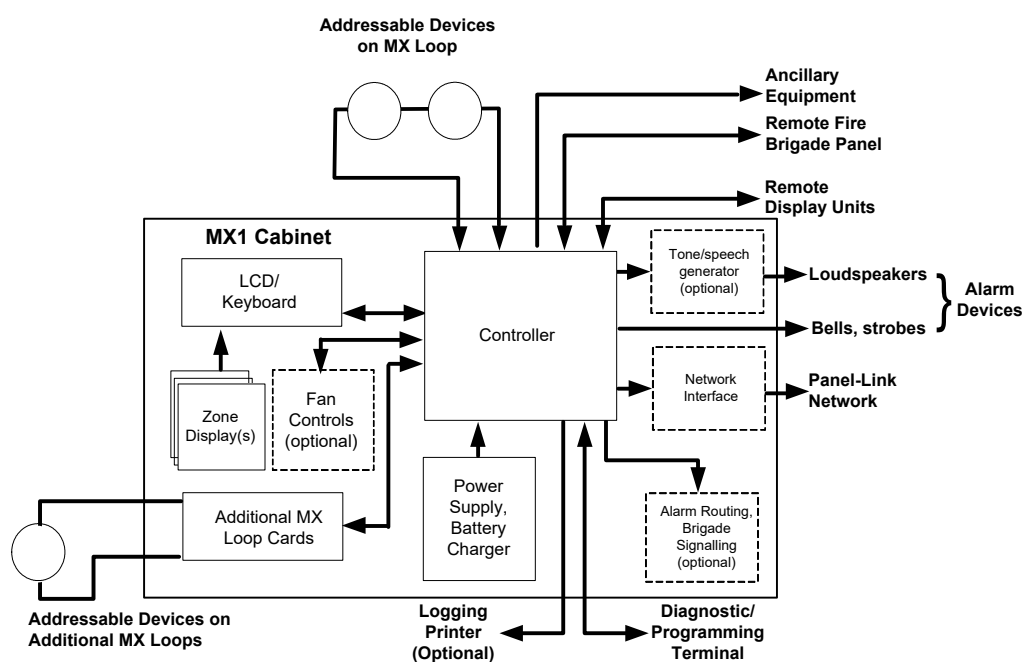 Addressable Devices
on MX Loop
Ancillary
Equipment
Remote Fire
Brigade Panel
Remote
Display Units
MX1 Cabinet
LCD/
Keyboard
Controller
Tone/speech
generator
(optional)
Loudspeakers
Alarm
Devices
Bells, strobes
Zone
Display(s)
Fan
Controls
(optional)
Network
Interface
Panel-Link
Network
Additional MX
Loop Cards
Power
Supply,
Battery
Charger
Alarm Routing,
Brigade
Signalling
(optional)
Addressable Devices on
Additional MX Loops
Logging
Printer
(Optional)
Diagnostic/
Programming
Terminal